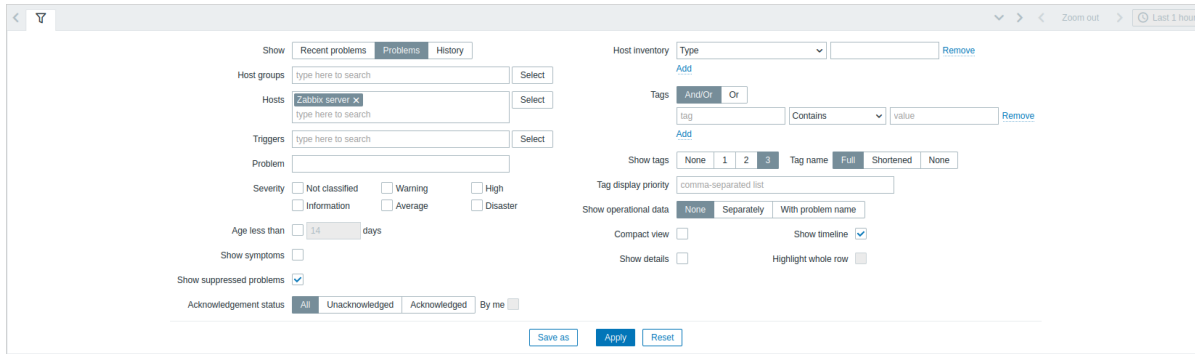 Zoom out Last 1 hour
Show Recent problems Problems History
Host groups type here to search Select
Hosts Zabbix server Select
type here to search
Triggers type here to search Select
Problem
Severity Not classified Warning High
Information Average Disaster
Age less than 14 days
Show symptoms
Show suppressed problems
Acknowledgement status All Unacknowledged Acknowledged By me
Host inventory Type Remove
Add
Tags And/Or Or
tag Contains value Remove
Add
Show tags None 1 2 3 Tag name Full Shortened None
Tag display priority comma-separated list
Show operational data None Separately With problem name
Compact view Show timeline
Show details Highlight whole row
Save as Apply Reset